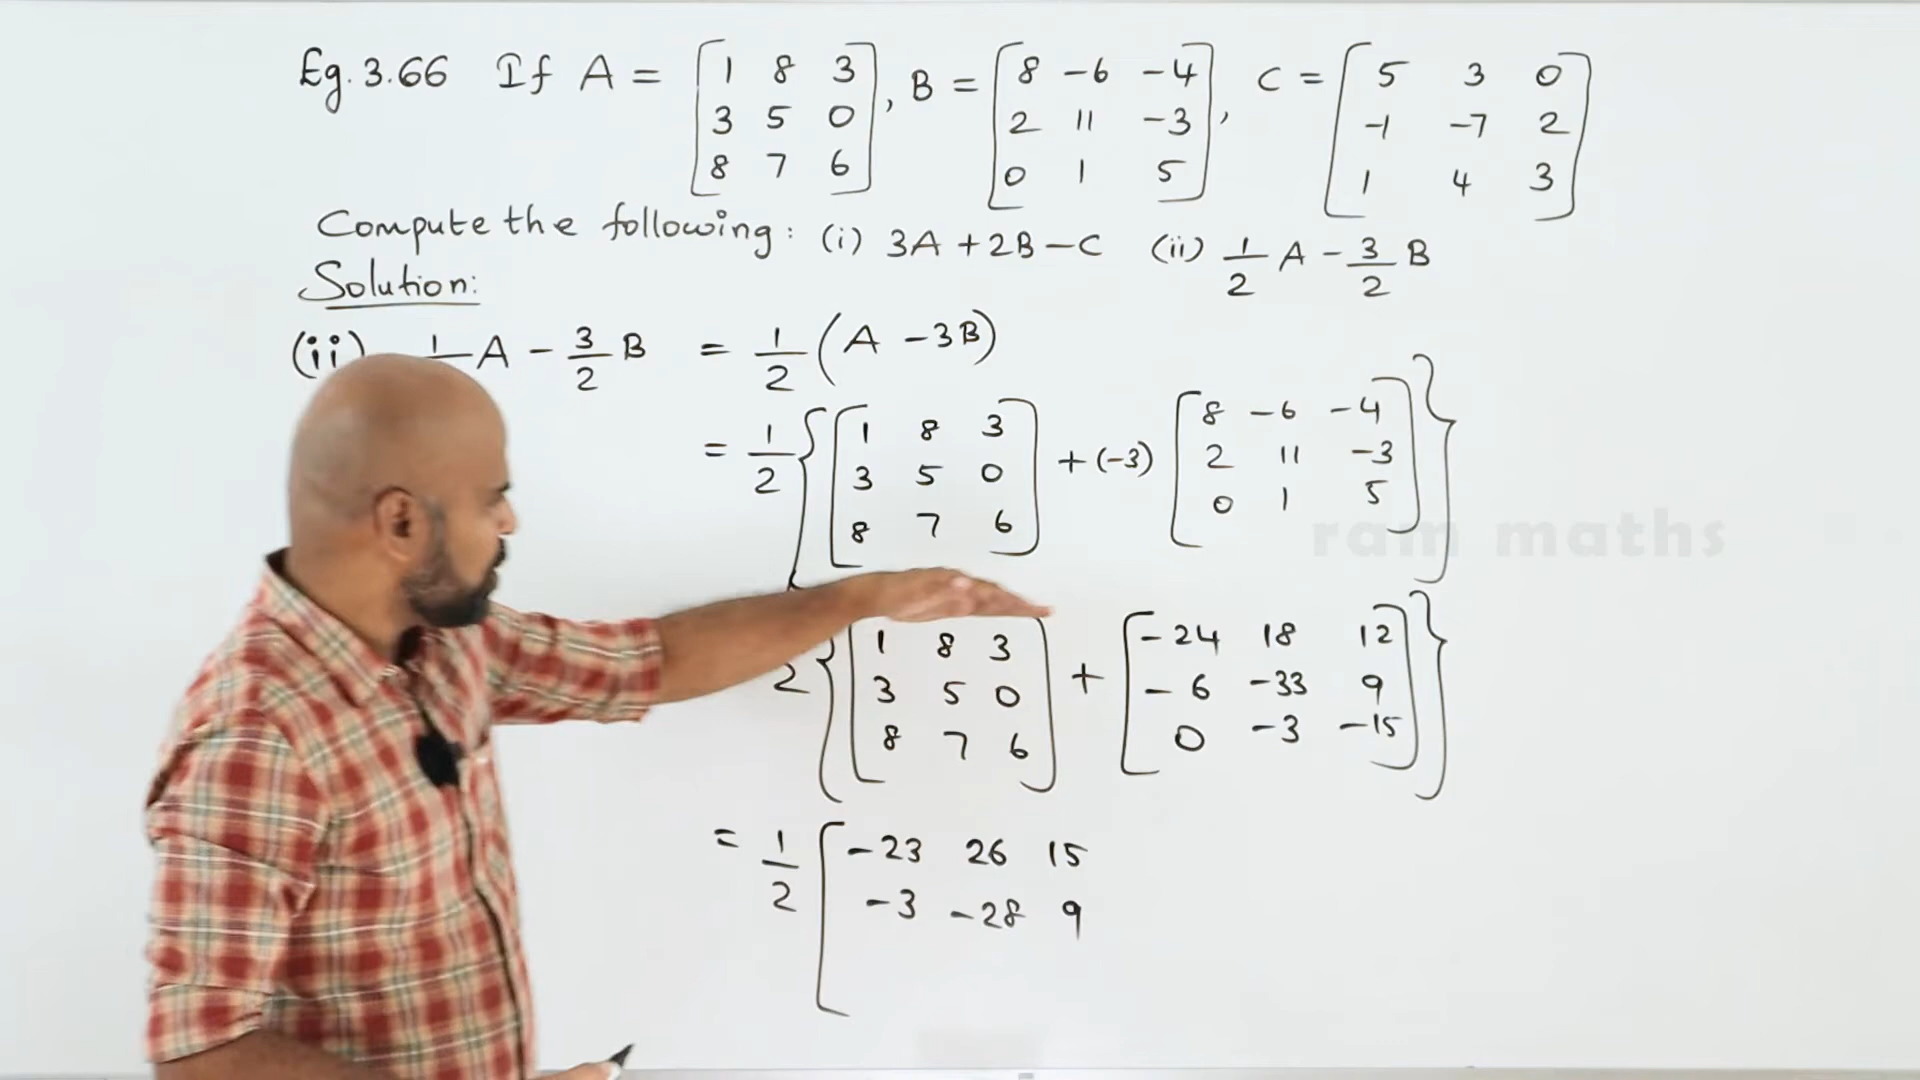 Eg. 3.66 If A = [1 8 3 3 5 0 8 7 6], B = [8 -6 -4 2 11 -3 0 1 5], C = [5 3 0 -1 -7 2 1 4 3]
Compute the following: (i) 3A + 2B - C (ii) 1/2 A - 3/2 B
Solution:
(ii) A - 3/2 B = 1/2 (A - 3B)
= 1/2 {[1 8 3 3 5 0 8 7 6] + (-3) [8 -6 -4 2 11 -3 0 1 5]}
2 {[1 8 3 3 5 0 8 7 6] + [-24 18 12 -6 -33 9 0 -3 -15]}
= 1/2 [-23 26 15 -3 -28 9
ram maths